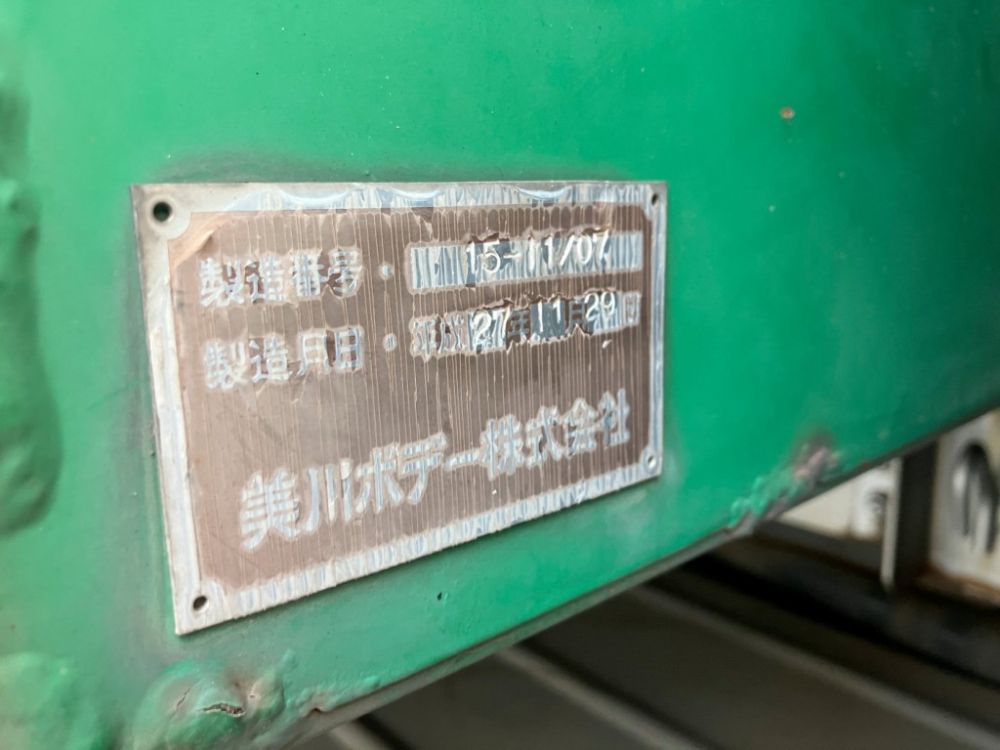 製造番号・15-11/07
製造月日・平成27年11月29日
美川ボデー株式会社